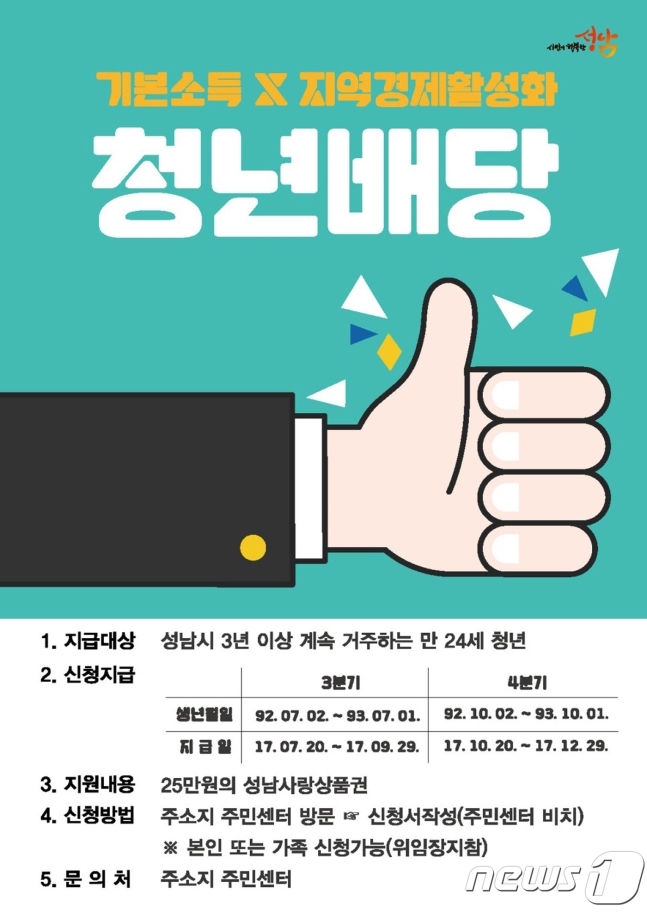 시민이 행복한 성남
기본소득 X 지역경제활성화
청년배당
1. 지급대상 성남시 3년 이상 계속 거주하는 만 24세 청년
2. 신청지급
3분기 4분기
생년월일 92. 07. 02. ~ 93. 07. 01. 92. 10. 02. ~ 93. 10. 01.
지 급 일 17. 07. 20. ~ 17. 09. 29. 17. 10. 20. ~ 17. 12. 29.
3. 지원내용 25만원의 성남사랑상품권
4. 신청방법 주소지 주민센터 방문 ☞ 신청서작성(주민센터 비치)
※ 본인 또는 가족 신청가능(위임장지참)
5. 문 의 처 주소지 주민센터
news1